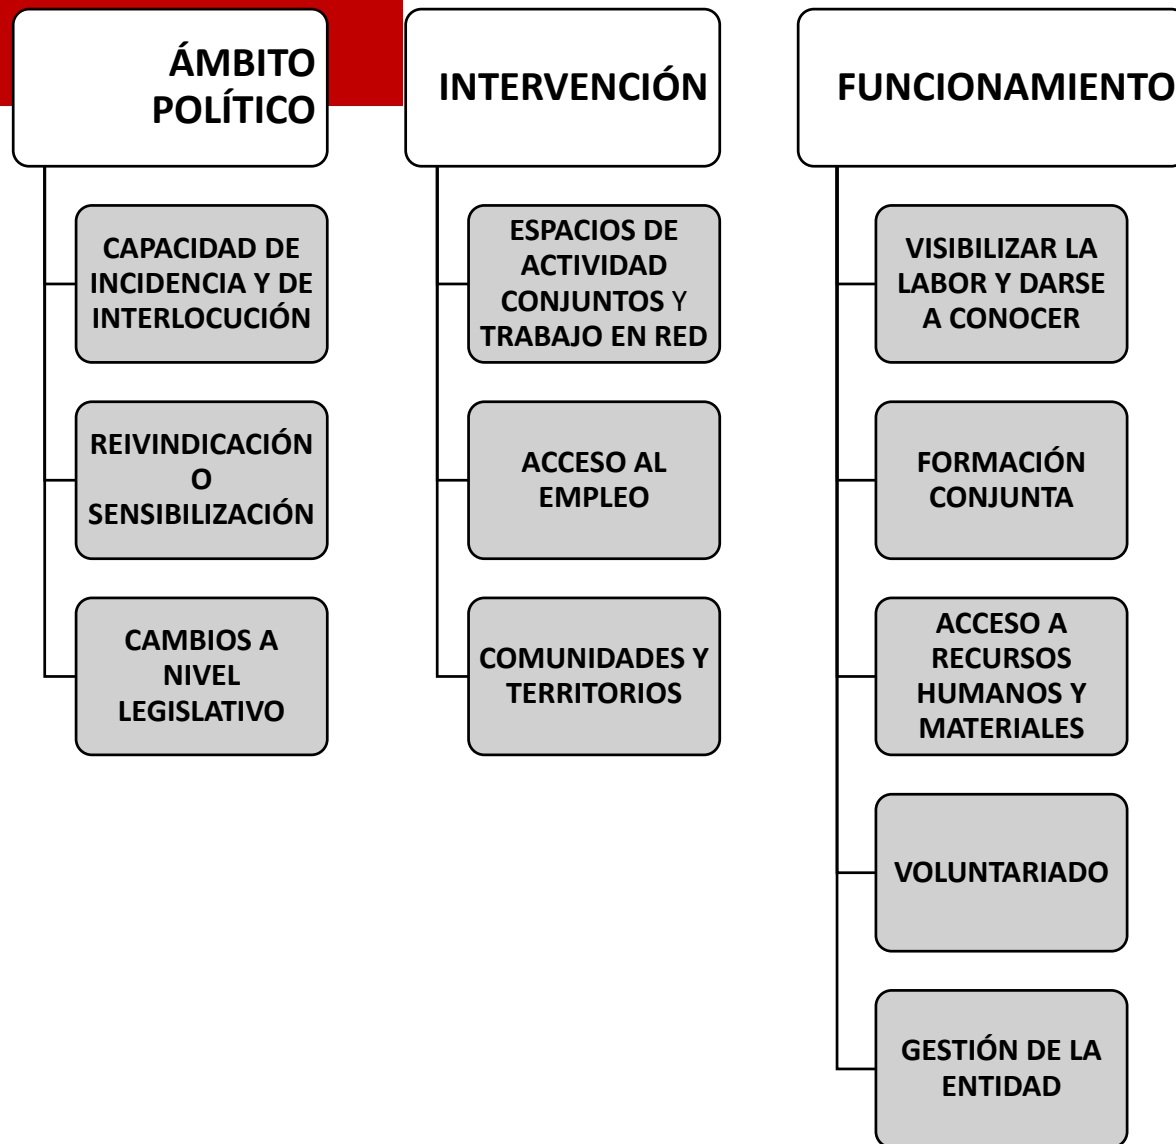 ÁMBITO
POLÍTICO
CAPACIDAD DE
INCIDENCIA Y DE
INTERLOCUCIÓN
REIVINDICACIÓN
O
SENSIBILIZACIÓN
CAMBIOS A
NIVEL
LEGISLATIVO
INTERVENCIÓN
ESPACIOS DE
ACTIVIDAD
CONJUNTOS Y
TRABAJO EN RED
ACCESO AL
EMPLEO
COMUNIDADES Y
TERRITORIOS
FUNCIONAMIENTO
VISIBILIZAR LA
LABOR Y DARSE
A CONOCER
FORMACIÓN
CONJUNTA
ACCESO A
RECURSOS
HUMANOS Y
MATERIALES
VOLUNTARIADO
GESTIÓN DE LA
ENTIDAD